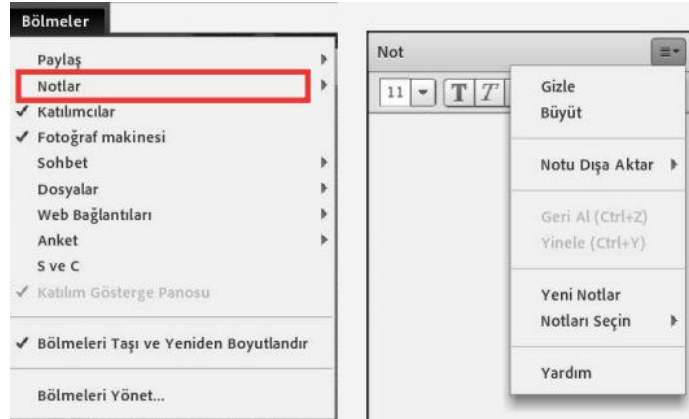 Bölmeler
Paylaş
Notlar
Katılımcılar
Fotoğraf makinesi
Sohbet
Dosyalar
Web Bağlantıları
Anket
S ve C
Katılım Gösterge Panosu
Bölmeleri Taşı ve Yeniden Boyutlandır
Bölmeleri Yönet...
Not
11 T T
Gizle
Büyüt
Notu Dışa Aktar
Geri Al (Ctrl+Z)
Yinele (Ctrl+Y)
Yeni Notlar
Notları Seçin
Yardım